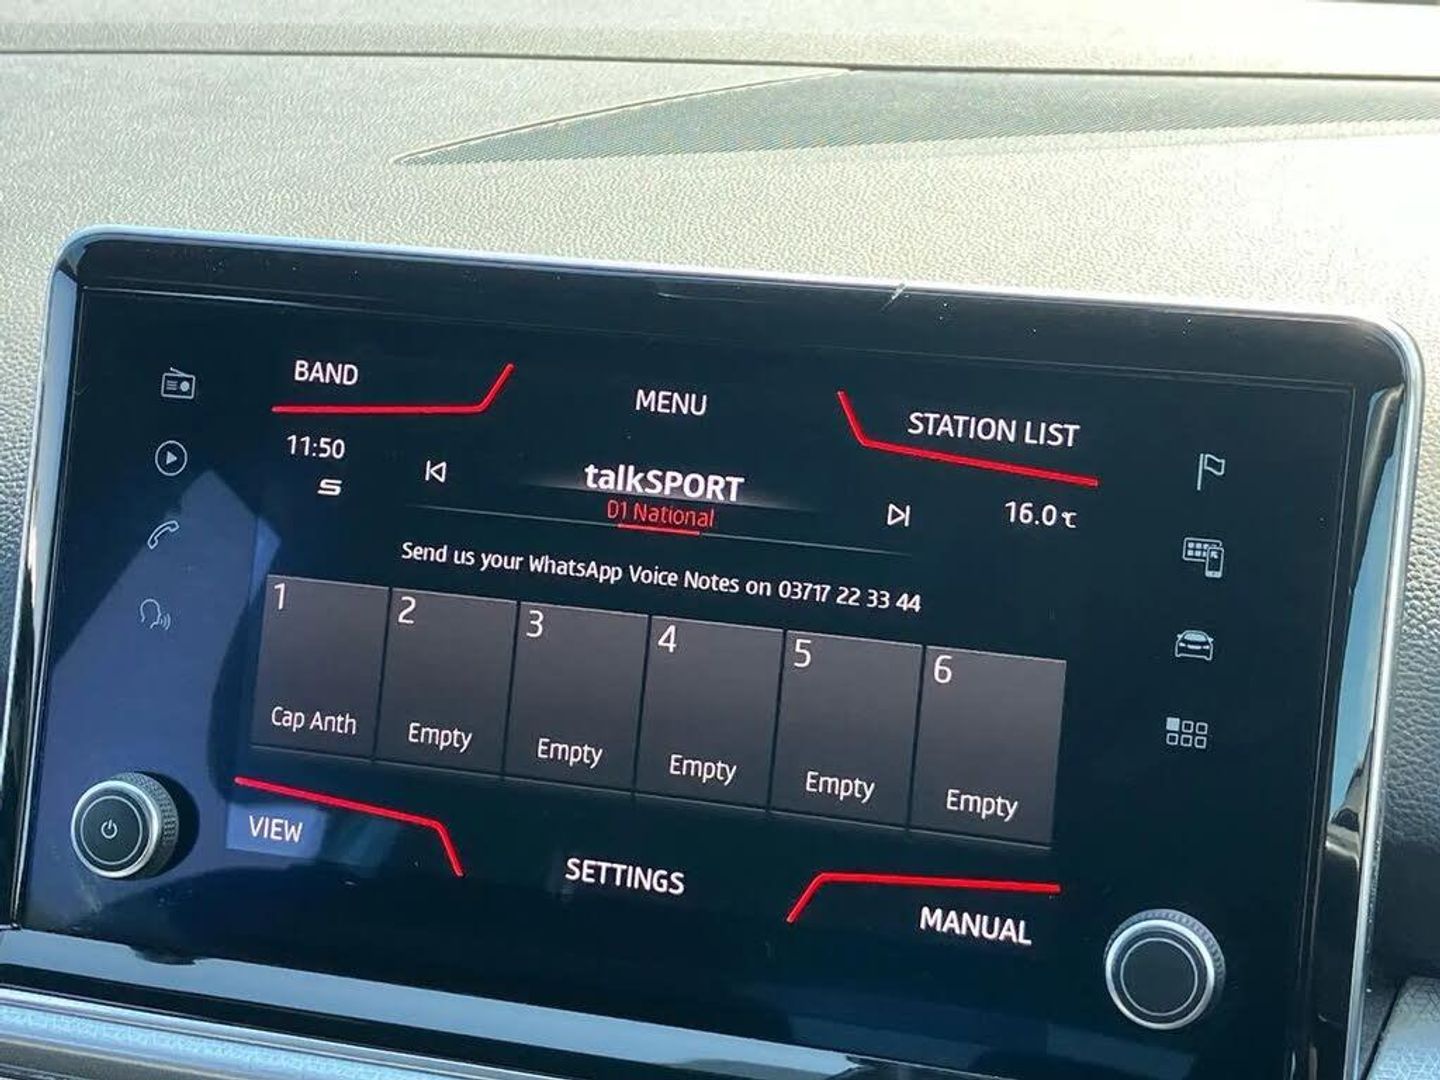 BAND
MENU
STATION LIST
11:50
talkSPORT
D1 National
16.0℃
Send us your WhatsApp Voice Notes on 03717 22 33 44
1
2
3
4
5
6
Cap Anth
Empty
Empty
Empty
Empty
Empty
VIEW
SETTINGS
MANUAL